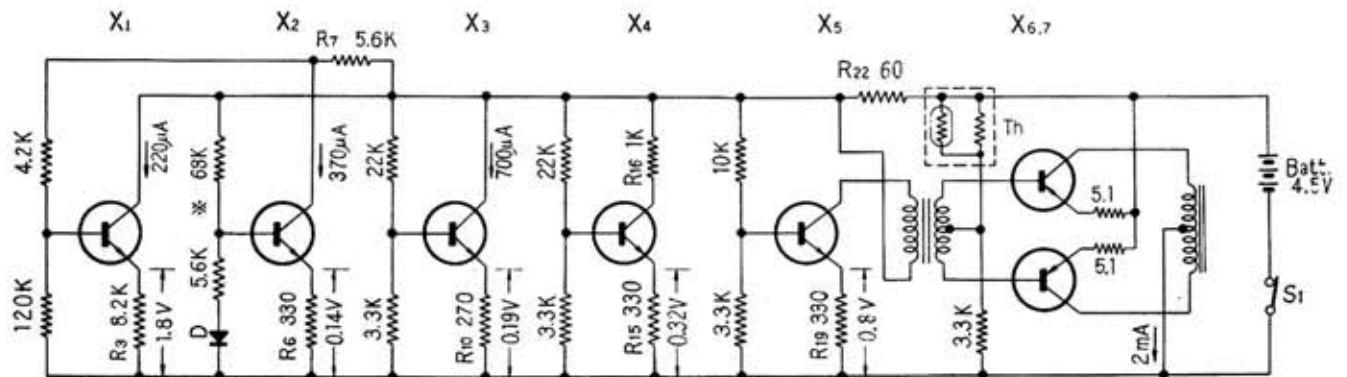 X1 X2 X3 X4 X5 X6,7
R7 5.6K
R22 60
Th
4.2K
220μA
68K
※
370μA
22K
700μA
22K
R16 1K
10K
5.1
5.1
Batt.
4.5V
120K
R3 8.2K
1.8V
5.6K
D
R6 330
0.14V
3.3K
R10 270
0.19V
3.3K
R15 330
0.32V
3.3K
R19 330
0.8V
3.3K
2mA
S1